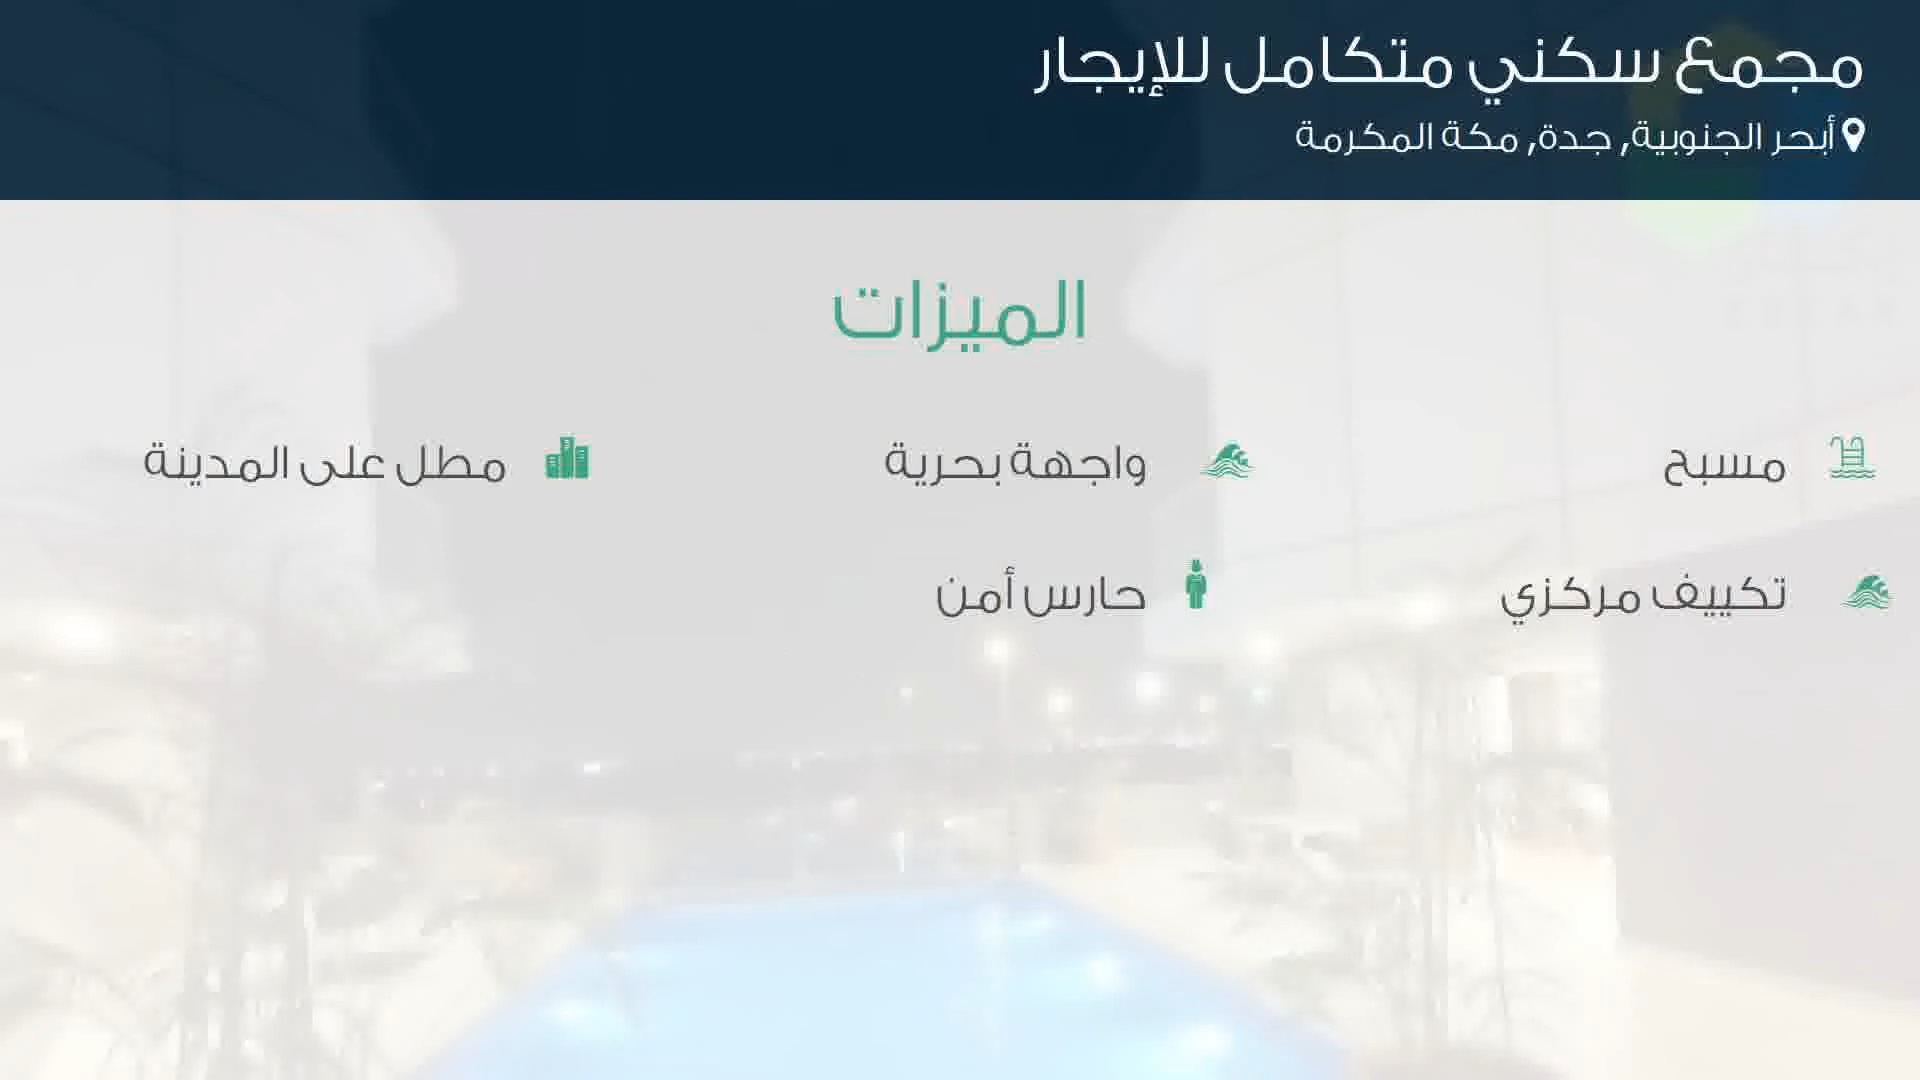 مجمع سكني متكامل للإيجار
أبحر الجنوبية, جدة, مكة المكرمة
الميزات
مسبح
واجهة بحرية
مطل على المدينة
تكييف مركزي
حارس أمن